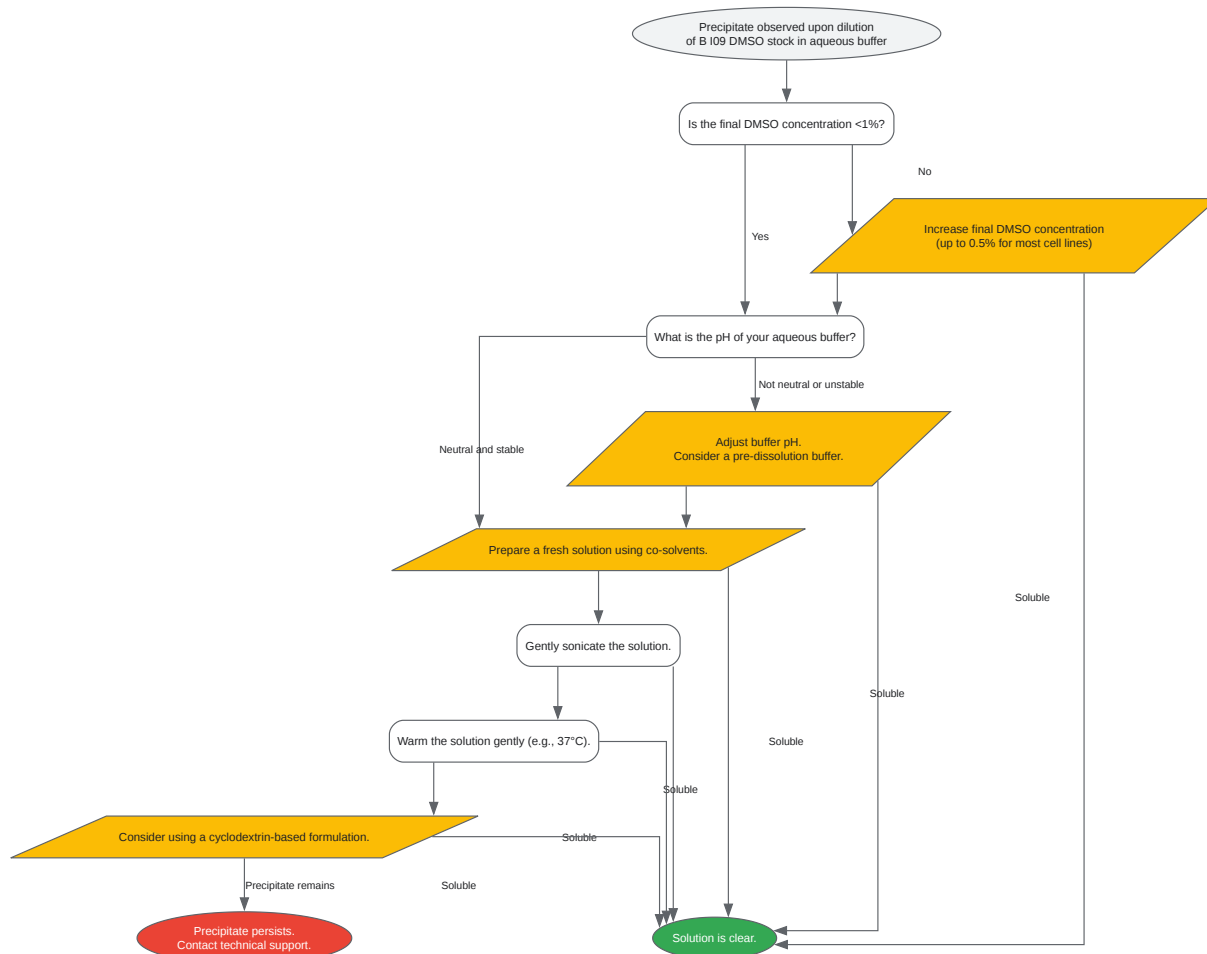 Precipitate observed upon dilution
of B I09 DMSO stock in aqueous buffer
Is the final DMSO concentration <1%?
No
Increase final DMSO concentration
(up to 0.5% for most cell lines)
Yes
What is the pH of your aqueous buffer?
Not neutral or unstable
Adjust buffer pH.
Consider a pre-dissolution buffer.
Neutral and stable
Prepare a fresh solution using co-solvents.
Soluble
Gently sonicate the solution.
Soluble
Warm the solution gently (e.g., 37°C).
Soluble
Soluble
Consider using a cyclodextrin-based formulation.
Soluble
Precipitate remains
Soluble
Precipitate persists.
Contact technical support.
Solution is clear.